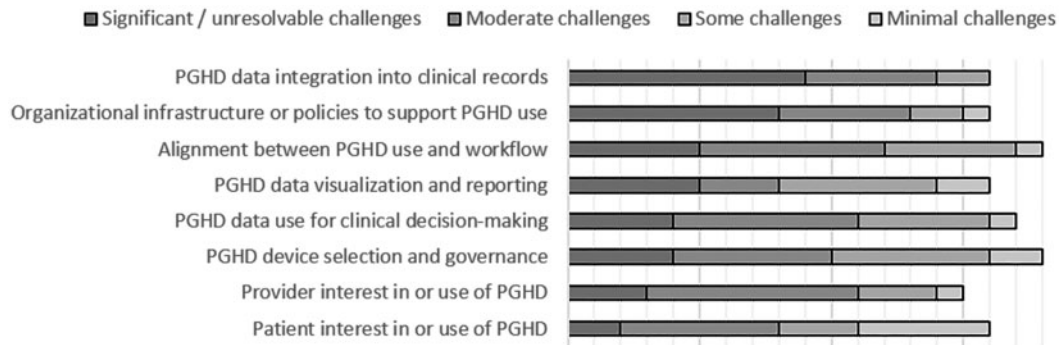 Significant / unresolvable challenges Moderate challenges Some challenges Minimal challenges
PGHD data integration into clinical records
Organizational infrastructure or policies to support PGHD use
Alignment between PGHD use and workflow
PGHD data visualization and reporting
PGHD data use for clinical decision-making
PGHD device selection and governance
Provider interest in or use of PGHD
Patient interest in or use of PGHD